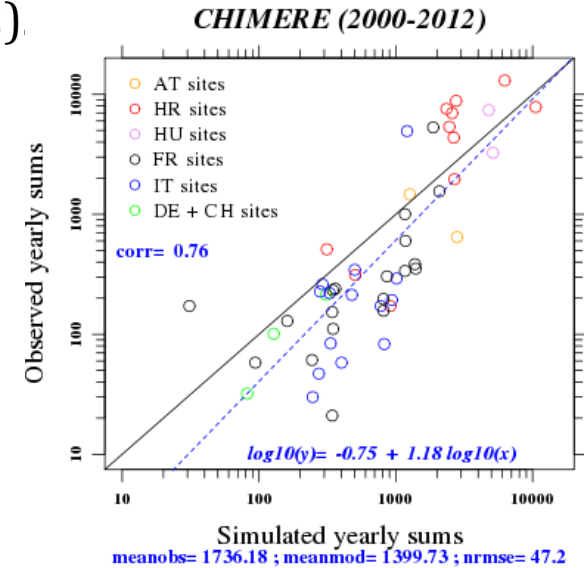 ).
CHIMERE (2000-2012)
AT sites
HR sites
HU sites
FR sites
IT sites
DE + CH sites
corr= 0.76
Observed yearly sums
10000
1000
100
10
log10(y)= -0.75 + 1.18 log10(x)
10 100 1000 10000
Simulated yearly sums
meanobs= 1736.18 ; meanmod= 1399.73 ; nrmse= 47.2